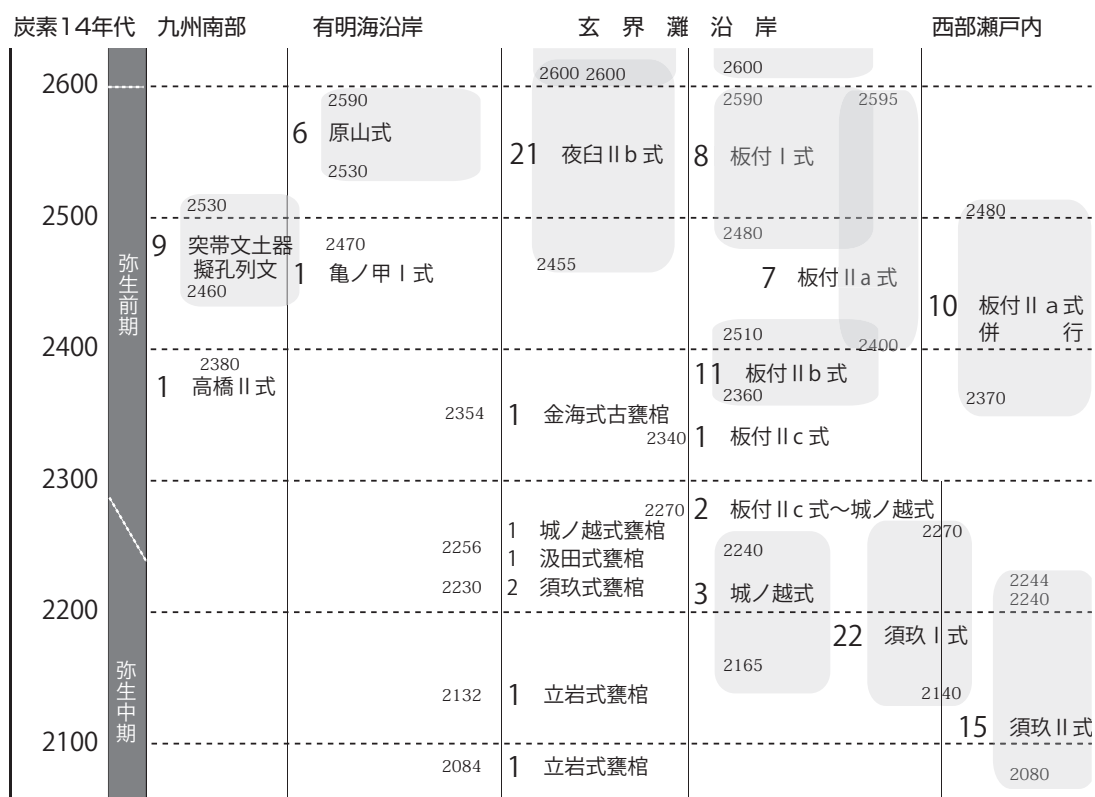 炭素14年代 九州南部 有明海沿岸 玄界灘沿岸 西部瀬戸内
2600
2500
2400
2300
2200
2100
弥生前期
弥生中期
2530
9 突帯文土器
擬孔列文
2460
2380
1 高橋Ⅱ式
2590
6 原山式
2530
2470
1 亀ノ甲Ⅰ式
2600 2600
21 夜臼Ⅱb式
2455
2354 1 金海式古甕棺
1 城ノ越式甕棺
2256 1 汲田式甕棺
2230 2 須玖式甕棺
2132 1 立岩式甕棺
2084 1 立岩式甕棺
2600
2590 2595
8 板付Ⅰ式
2480
7 板付Ⅱa式
2400
2510
11 板付Ⅱb式
2360
2340 1 板付Ⅱc式
2270 2 板付Ⅱc式～城ノ越式
2240
3 城ノ越式
2165
2270
22 須玖Ⅰ式
2140
2480
10 板付Ⅱa式
併行
2370
2244
2240
15 須玖Ⅱ式
2080